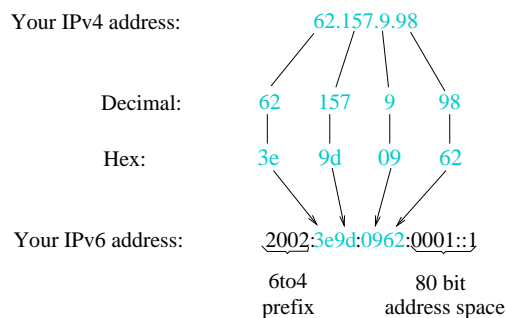 Your IPv4 address: 62.157.9.98
Decimal: 62 157 9 98
Hex: 3e 9d 09 62
Your IPv6 address: 2002:3e9d:0962:0001::1
6to4 80 bit
prefix address space